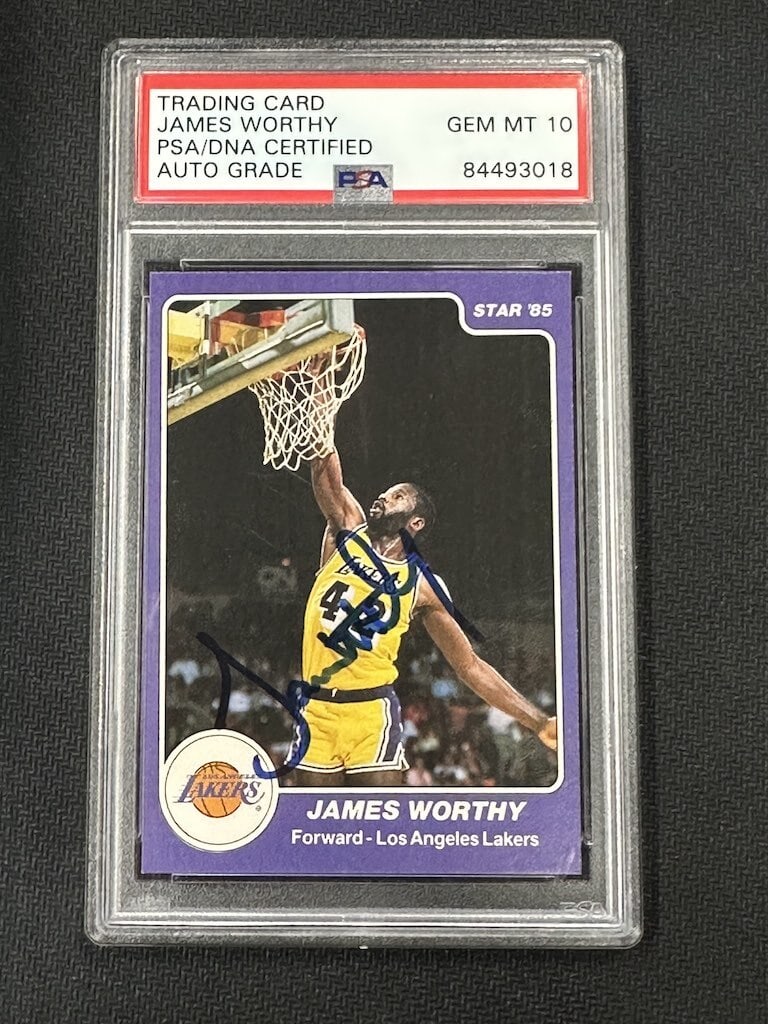 TRADING CARD
JAMES WORTHY GEM MT 10
PSA/DNA CERTIFIED
AUTO GRADE PSA 84493018
STAR '85
LAKERS
42
LOS ANGELES
LAKERS
JAMES WORTHY
Forward - Los Angeles Lakers
PSA